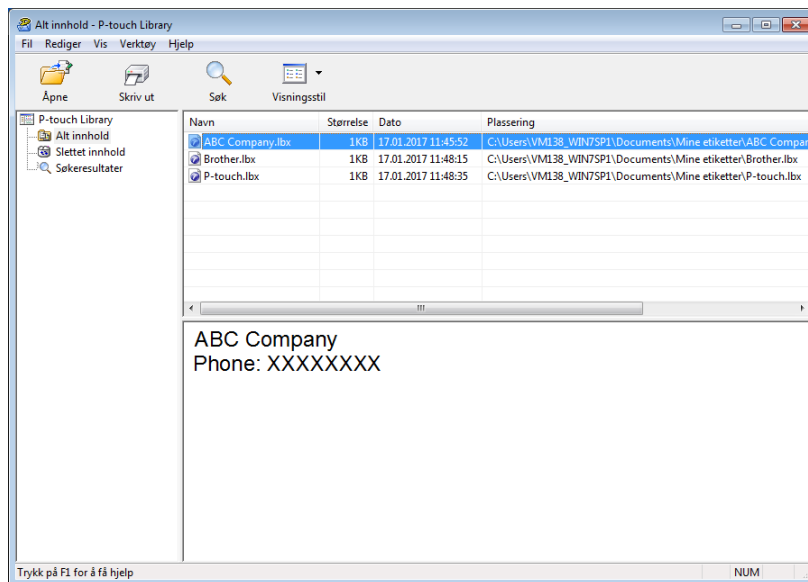 Alt innhold - P-touch Library
Fil Rediger Vis Verktøy Hjelp
Åpne Skriv ut Søk Visningsstil
P-touch Library
Alt innhold
Slettet innhold
Søkeresultater
Navn Størrelse Dato Plassering
ABC Company.lbx 1KB 17.01.2017 11:45:52 C:\Users\VM138_WIN7SP1\Documents\Mine etiketter\ABC Compar
Brother.lbx 1KB 17.01.2017 11:48:15 C:\Users\VM138_WIN7SP1\Documents\Mine etiketter\Brother.lbx
P-touch.lbx 1KB 17.01.2017 11:48:35 C:\Users\VM138_WIN7SP1\Documents\Mine etiketter\P-touch.lbx
ABC Company
Phone: XXXXXXXX
Trykk på F1 for å få hjelp NUM